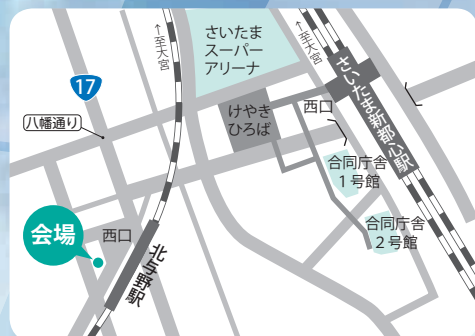 ↑至大宮
さいたま
スーパー
アリーナ
↑至大宮
17
八幡通り
けやき
ひろば
西口
さいたま新都心駅
合同庁舎
1号館
合同庁舎
2号館
会場
西口
北与野駅